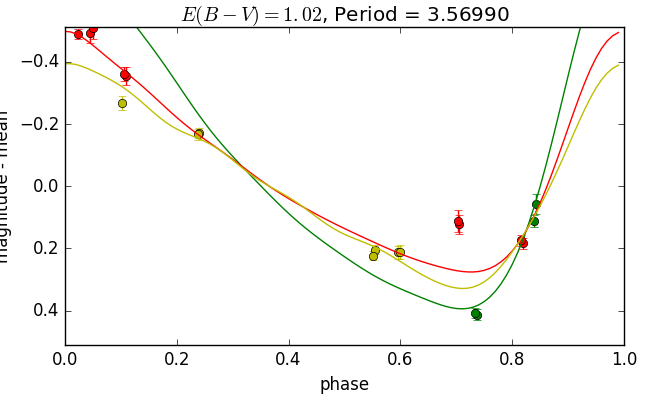 E(B − V) = 1.02, Period = 3.56990
−0.4
−0.2
0.0
0.2
0.4
magnitude - mean
0.0 0.2 0.4 0.6 0.8 1.0
phase